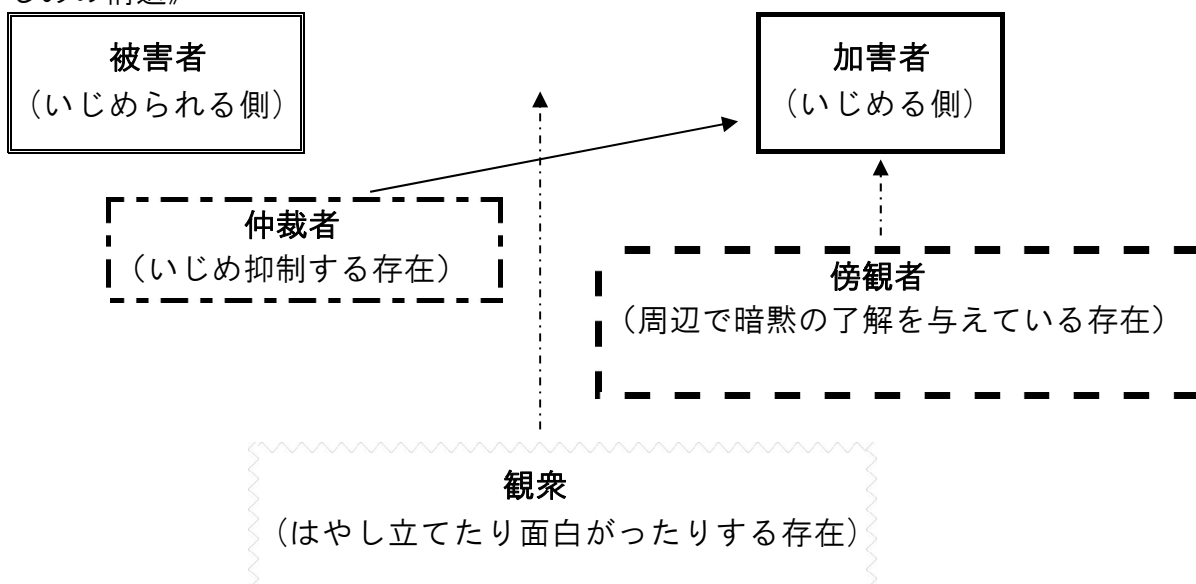 被害者
（いじめられる側）
加害者
（いじめる側）
仲裁者
（いじめ抑制する存在）
傍観者
（周辺で暗黙の了解を与えている存在）
観衆
（はやし立てたり面白がったりする存在）